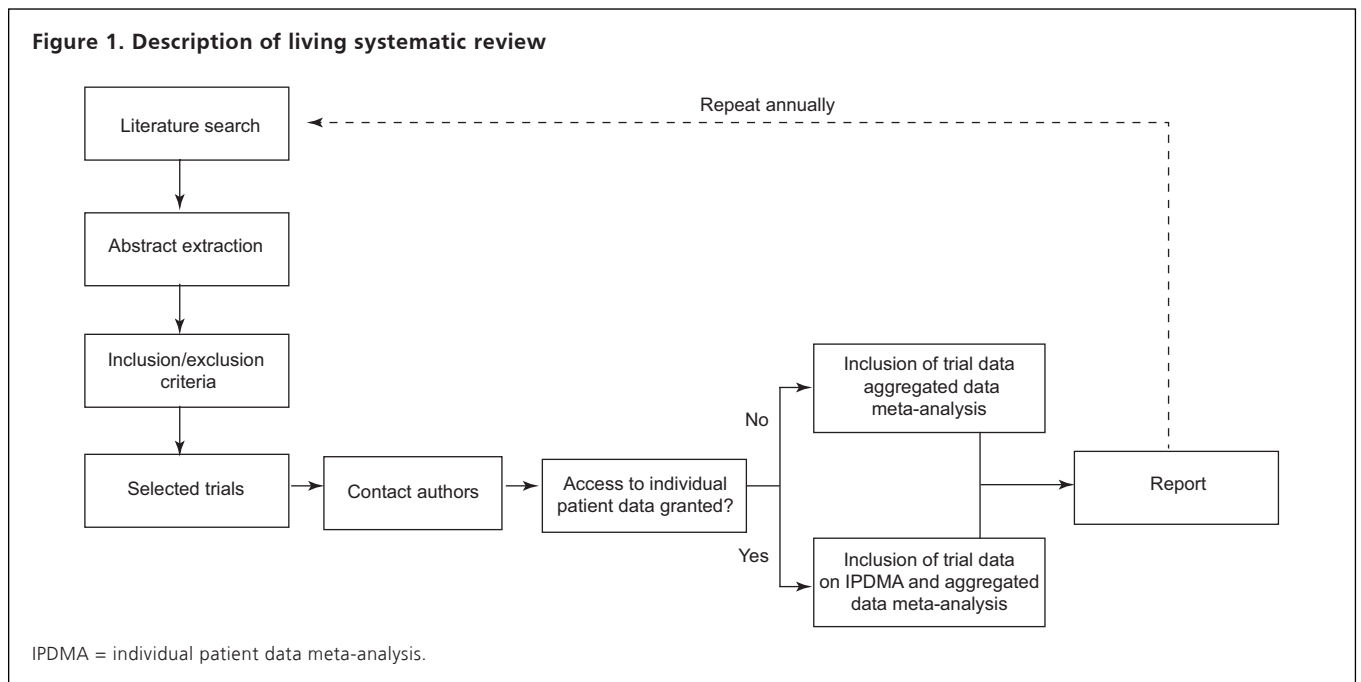 Figure 1. Description of living systematic review
Literature search
Repeat annually
Abstract extraction
Inclusion/exclusion
criteria
Selected trials
Contact authors
Access to individual
patient data granted?
No
Inclusion of trial data
aggregated data
meta-analysis
Yes
Inclusion of trial data
on IPDMA and aggregated
data meta-analysis
Report
IPDMA = individual patient data meta-analysis.